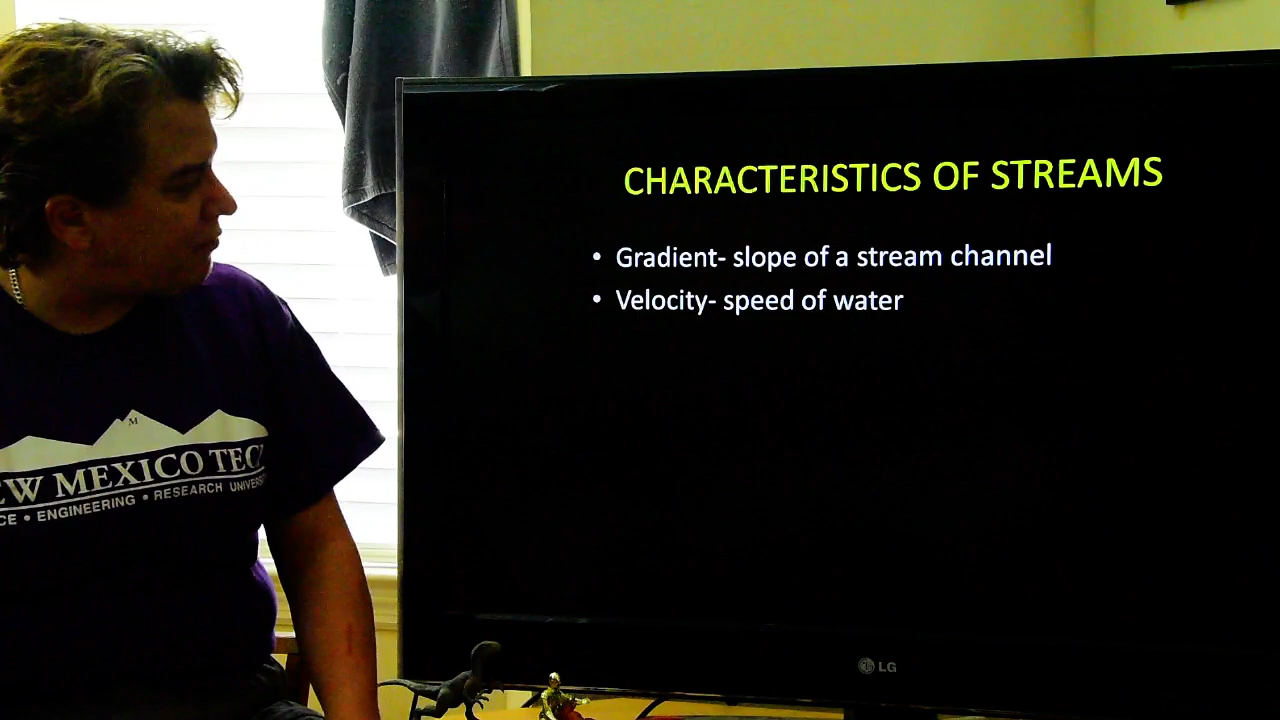 CHARACTERISTICS OF STREAMS
• Gradient- slope of a stream channel
• Velocity- speed of water
M
EW MEXICO TEC
CE • ENGINEERING • RESEARCH UNIVERS
LG